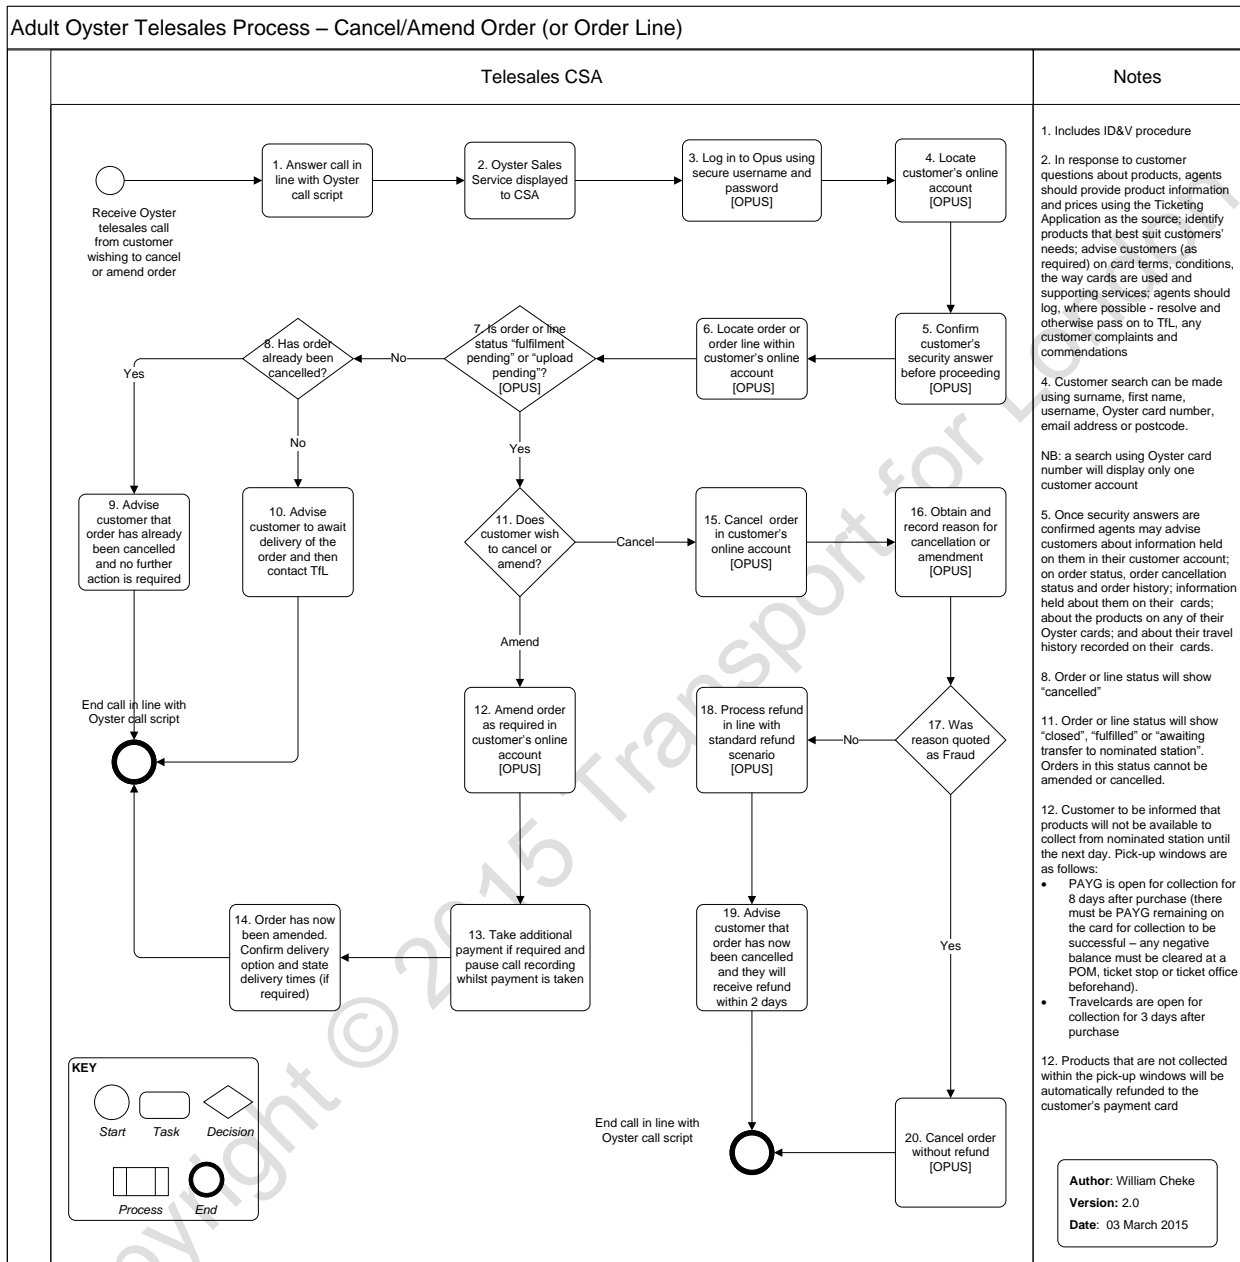 Adult Oyster Telesales Process – Cancel/Amend Order (or Order Line)
Telesales CSA
Notes
Receive Oyster
telesales call
from customer
wishing to cancel
or amend order
1. Answer call in
line with Oyster
call script
2. Oyster Sales
Service displayed
to CSA
3. Log in to Opus using
secure username and
password
[OPUS]
4. Locate
customer's online
account
[OPUS]
5. Confirm
customer's
security answer
before proceeding
[OPUS]
6. Locate order or
order line within
customer's online
account
[OPUS]
7. Is order or line
status “fulfilment
pending” or “upload
pending”?
[OPUS]
No
8. Has order
already been
cancelled?
Yes
No
Yes
9. Advise
customer that
order has already
been cancelled
and no further
action is required
10. Advise
customer to await
delivery of the
order and then
contact TfL
11. Does
customer wish
to cancel or
amend?
Cancel
15. Cancel order
in customer's
online account
[OPUS]
16. Obtain and
record reason for
cancellation or
amendment
[OPUS]
Amend
End call in line with
Oyster call script
12. Amend order
as required in
customer's online
account
[OPUS]
18. Process refund
in line with
standard refund
scenario
[OPUS]
No
17. Was
reason quoted
as Fraud
14. Order has now
been amended.
Confirm delivery
option and state
delivery times (if
required)
13. Take additional
payment if required and
pause call recording
whilst payment is taken
19. Advise
customer that
order has now
been cancelled
and they will
receive refund
within 2 days
Yes
End call in line with
Oyster call script
20. Cancel order
without refund
[OPUS]
KEY
Start
Task
Decision
Process
End
1. Includes ID&V procedure
2. In response to customer
questions about products, agents
should provide product information
and prices using the Ticketing
Application as the source; identify
products that best suit customers'
needs; advise customers (as
required) on card terms, conditions,
the way cards are used and
supporting services; agents should
log, where possible - resolve and
otherwise pass on to TfL, any
customer complaints and
commendations
4. Customer search can be made
using surname, first name,
username, Oyster card number,
email address or postcode.
NB: a search using Oyster card
number will display only one
customer account
5. Once security answers are
confirmed agents may advise
customers about information held
on them in their customer account;
on order status, order cancellation
status and order history; information
held about them on their cards;
about the products on any of their
Oyster cards; and about their travel
history recorded on their cards.
8. Order or line status will show
“cancelled”
11. Order or line status will show
“closed”, “fulfilled” or “awaiting
transfer to nominated station”.
Orders in this status cannot be
amended or cancelled.
12. Customer to be informed that
products will not be available to
collect from nominated station until
the next day. Pick-up windows are
as follows:
• PAYG is open for collection for
8 days after purchase (there
must be PAYG remaining on
the card for collection to be
successful – any negative
balance must be cleared at a
POM, ticket stop or ticket office
beforehand).
• Travelcards are open for
collection for 3 days after
purchase
12. Products that are not collected
within the pick-up windows will be
automatically refunded to the
customer's payment card
Author: William Cheke
Version: 2.0
Date: 03 March 2015
opyright © 2015 Transport for London